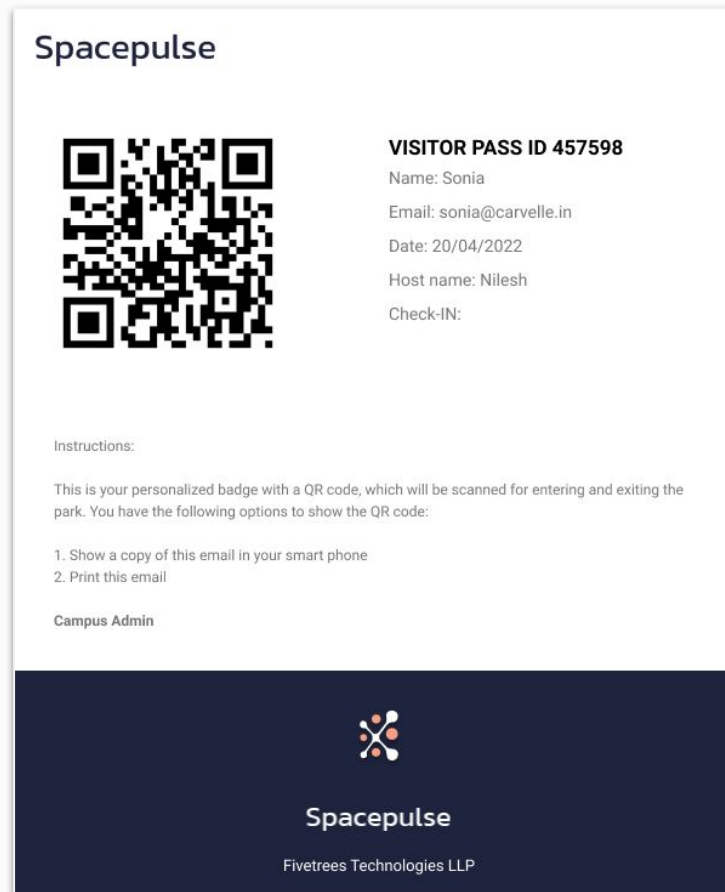 Spacepulse
VISITOR PASS ID 457598
Name: Sonia
Email: sonia@carvelle.in
Date: 20/04/2022
Host name: Nilesh
Check-IN:
Instructions:
This is your personalized badge with a QR code, which will be scanned for entering and exiting the
park. You have the following options to show the QR code:
1. Show a copy of this email in your smart phone
2. Print this email
Campus Admin
Spacepulse
Fivetrees Technologies LLP